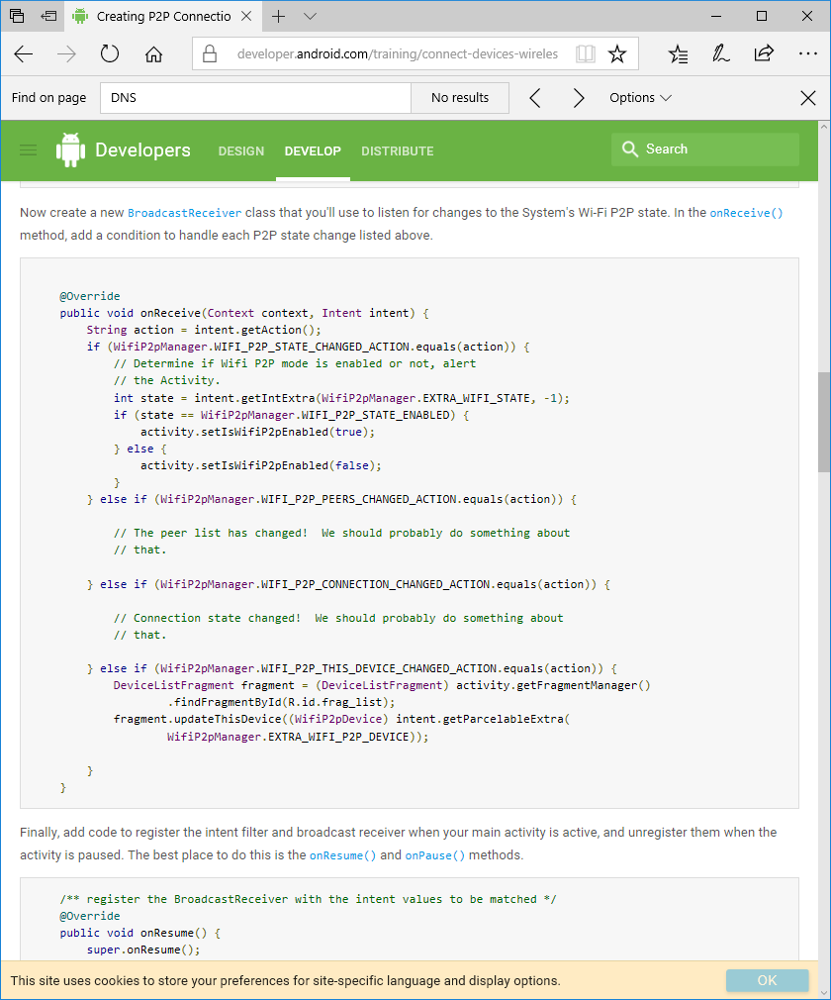 Creating P2P Connectio
developer.android.com/training/connect-devices-wireles
Find on page
DNS
No results
Options
Developers
DESIGN
DEVELOP
DISTRIBUTE
Search
Now create a new BroadcastReceiver class that you'll use to listen for changes to the System's Wi-Fi P2P state. In the onReceive()
method, add a condition to handle each P2P state change listed above.
@Override
public void onReceive(Context context, Intent intent) {
    String action = intent.getAction();
    if (WifiP2pManager.WIFI_P2P_STATE_CHANGED_ACTION.equals(action)) {
        // Determine if Wifi P2P mode is enabled or not, alert
        // the Activity.
        int state = intent.getIntExtra(WifiP2pManager.EXTRA_WIFI_STATE, -1);
        if (state == WifiP2pManager.WIFI_P2P_STATE_ENABLED) {
            activity.setIsWifiP2pEnabled(true);
        } else {
            activity.setIsWifiP2pEnabled(false);
        }
    } else if (WifiP2pManager.WIFI_P2P_PEERS_CHANGED_ACTION.equals(action)) {
        // The peer list has changed!  We should probably do something about
        // that.
    } else if (WifiP2pManager.WIFI_P2P_CONNECTION_CHANGED_ACTION.equals(action)) {
        // Connection state changed!  We should probably do something about
        // that.
    } else if (WifiP2pManager.WIFI_P2P_THIS_DEVICE_CHANGED_ACTION.equals(action)) {
        DeviceListFragment fragment = (DeviceListFragment) activity.getFragmentManager()
                .findFragmentById(R.id.frag_list);
        fragment.updateThisDevice((WifiP2pDevice) intent.getParcelableExtra(
                WifiP2pManager.EXTRA_WIFI_P2P_DEVICE));
    }
}
Finally, add code to register the intent filter and broadcast receiver when your main activity is active, and unregister them when the
activity is paused. The best place to do this is the onResume() and onPause() methods.
/** register the BroadcastReceiver with the intent values to be matched */
@Override
public void onResume() {
    super.onResume();
This site uses cookies to store your preferences for site-specific language and display options.
OK